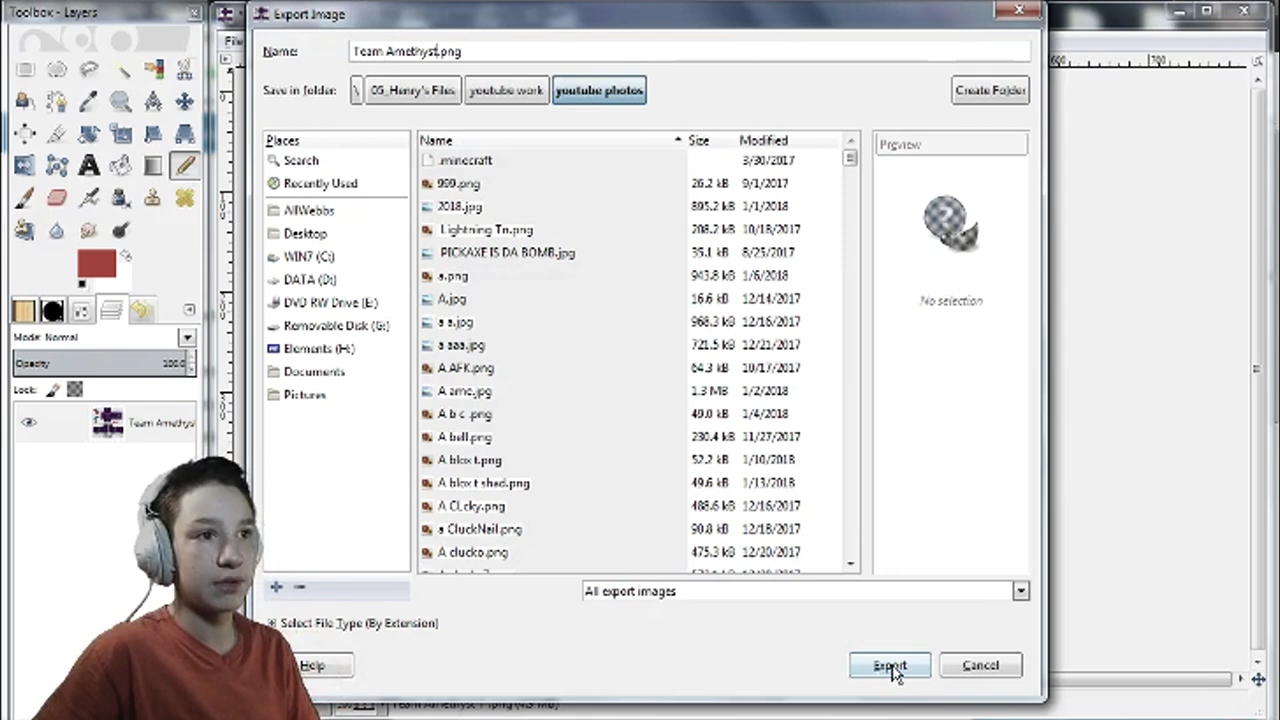 Toolbox - Layers
Export Image
Name:
Team Amethyst.png
Save in folder:
05_Henry's Files
youtube work
youtube photos
Create Folder
Places
Search
Recently Used
AllWebbs
Desktop
WIN7 (C:)
DATA (D:)
DVD RW Drive (E:)
Removable Disk (G:)
Elements (H:)
Documents
Pictures
Name Size Modified
.minecraft 3/30/2017
999.png 26.2 kB 9/1/2017
2018.jpg 895.2 kB 1/1/2018
Lightning Tn.png 208.2 kB 10/18/2017
PICKAXE IS DA BOMB.jpg 35.1 kB 8/25/2017
a.png 943.8 kB 1/6/2018
A.jpg 16.6 kB 12/14/2017
a a.jpg 968.3 kB 12/16/2017
a aaa.jpg 721.5 kB 12/21/2017
A AFK.png 64.3 kB 10/17/2017
A amc.jpg 1.3 MB 1/2/2018
A b c .png 49.0 kB 1/4/2018
A bell.png 230.4 kB 11/27/2017
A blox t.png 52.2 kB 1/10/2018
A blox t shad.png 49.6 kB 1/13/2018
A CLcky.png 488.6 kB 12/16/2017
a CluckNail.png 90.8 kB 12/18/2017
A clucko.png 475.3 kB 12/20/2017
Preview
No selection
All export images
Select File Type (By Extension)
Help
Export
Cancel
Mode: Normal
Opacity 100.0
Lock:
Team Amethys
File
600
700